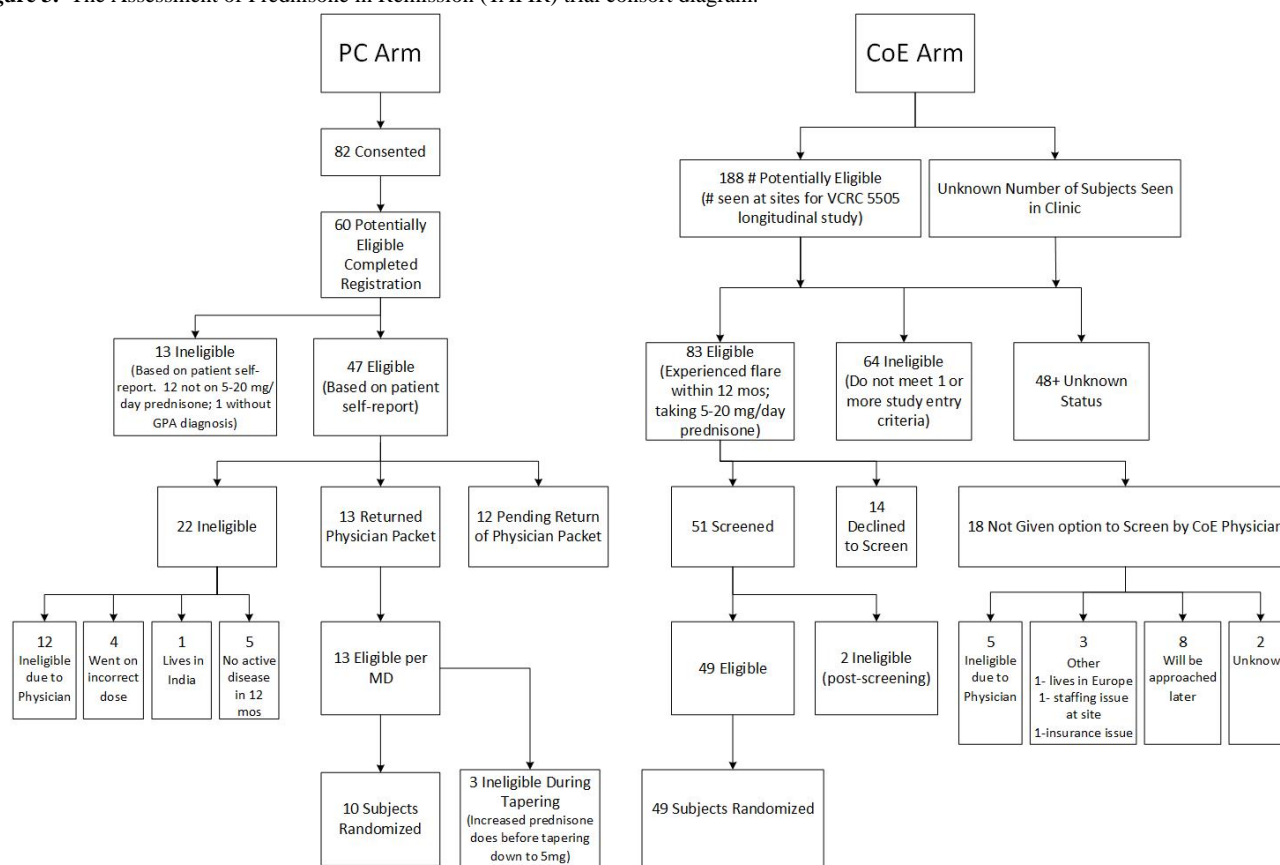 PC Arm
CoE Arm
82 Consented
188 # Potentially Eligible
(# seen at sites for VCRC 5505
longitudinal study)
Unknown Number of Subjects Seen
in Clinic
60 Potentially
Eligible
Completed
Registration
13 Ineligible
(Based on patient self-
report. 12 not on 5-20 mg/
day prednisone; 1 without
GPA diagnosis)
47 Eligible
(Based on patient
self-report)
83 Eligible
(Experienced flare
within 12 mos;
taking 5-20 mg/day
prednisone)
64 Ineligible
(Do not meet 1 or
more study entry
criteria)
48+ Unknown
Status
22 Ineligible
13 Returned
Physician Packet
12 Pending Return
of Physician Packet
51 Screened
14
Declined
to Screen
18 Not Given option to Screen by CoE Physician
12
Ineligible
due to
Physician
4
Went on
incorrect
dose
1
Lives in
India
5
No active
disease
in 12
mos
13 Eligible per
MD
49 Eligible
2 Ineligible
(post-screening)
5
Ineligible
due to
Physician
3
Other
1- lives in Europe
1- staffing issue
at site
1-insurance issue
8
Will be
approached
later
2
Unknown
10 Subjects
Randomized
3 Ineligible During
Tapering
(Increased prednisone
does before tapering
down to 5mg)
49 Subjects Randomized